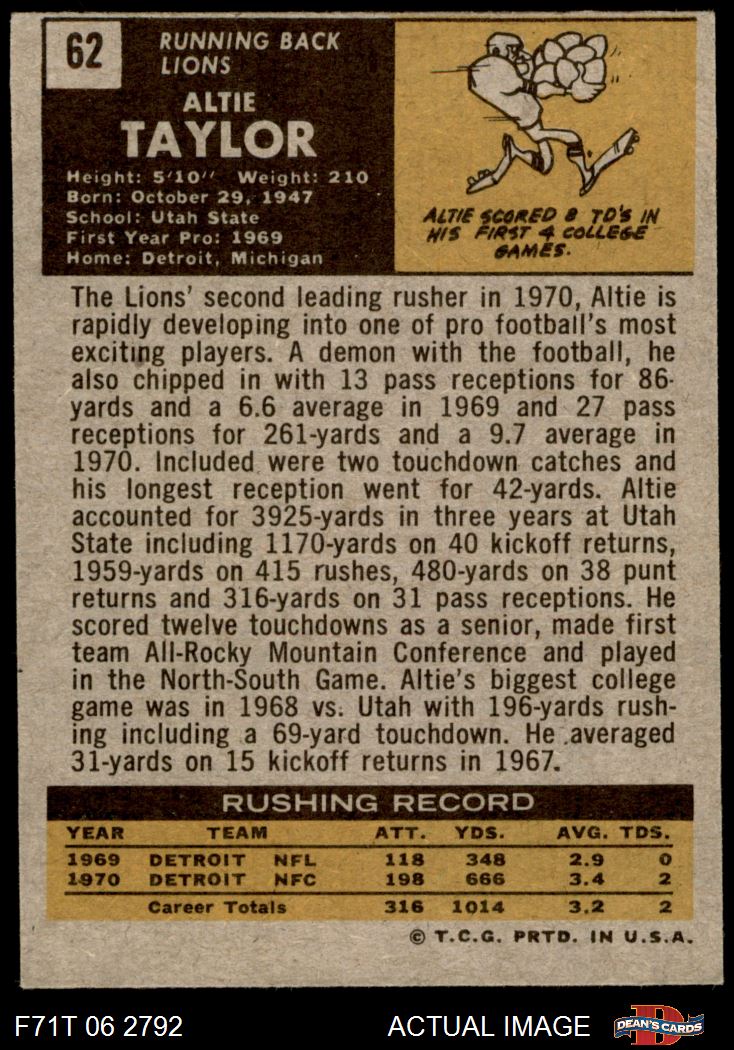 62
RUNNING BACK
LIONS
ALTIE
TAYLOR
Height: 5'10'' Weight: 210
Born: October 29, 1947
School: Utah State
First Year Pro: 1969
Home: Detroit, Michigan
ALTIE SCORED 8 TD'S IN
HIS FIRST 4 COLLEGE
GAMES.
The Lions' second leading rusher in 1970, Altie is
rapidly developing into one of pro football's most
exciting players. A demon with the football, he
also chipped in with 13 pass receptions for 86-
yards and a 6.6 average in 1969 and 27 pass
receptions for 261-yards and a 9.7 average in
1970. Included were two touchdown catches and
his longest reception went for 42-yards. Altie
accounted for 3925-yards in three years at Utah
State including 1170-yards on 40 kickoff returns,
1959-yards on 415 rushes, 480-yards on 38 punt
returns and 316-yards on 31 pass receptions. He
scored twelve touchdowns as a senior, made first
team All-Rocky Mountain Conference and played
in the North-South Game. Altie's biggest college
game was in 1968 vs. Utah with 196-yards rush-
ing including a 69-yard touchdown. He averaged
31-yards on 15 kickoff returns in 1967.
RUSHING RECORD
YEAR TEAM ATT. YDS. AVG. TDS.
1969 DETROIT NFL 118 348 2.9 0
1970 DETROIT NFC 198 666 3.4 2
Career Totals 316 1014 3.2 2
© T.C.G. PRTD. IN U.S.A.
F71T 06 2792 ACTUAL IMAGE
D
DEAN'S CARDS